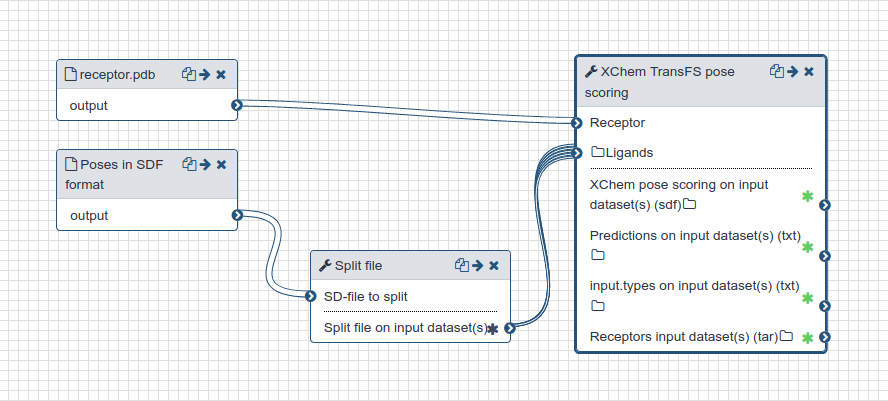 receptor.pdb
output
Poses in SDF
format
output
Split file
SD-file to split
Split file on input dataset(s)
XChem TransFS pose
scoring
Receptor
Ligands
XChem pose scoring on input
dataset(s) (sdf)
Predictions on input dataset(s) (txt)
input.types on input dataset(s) (txt)
Receptors input dataset(s) (tar)